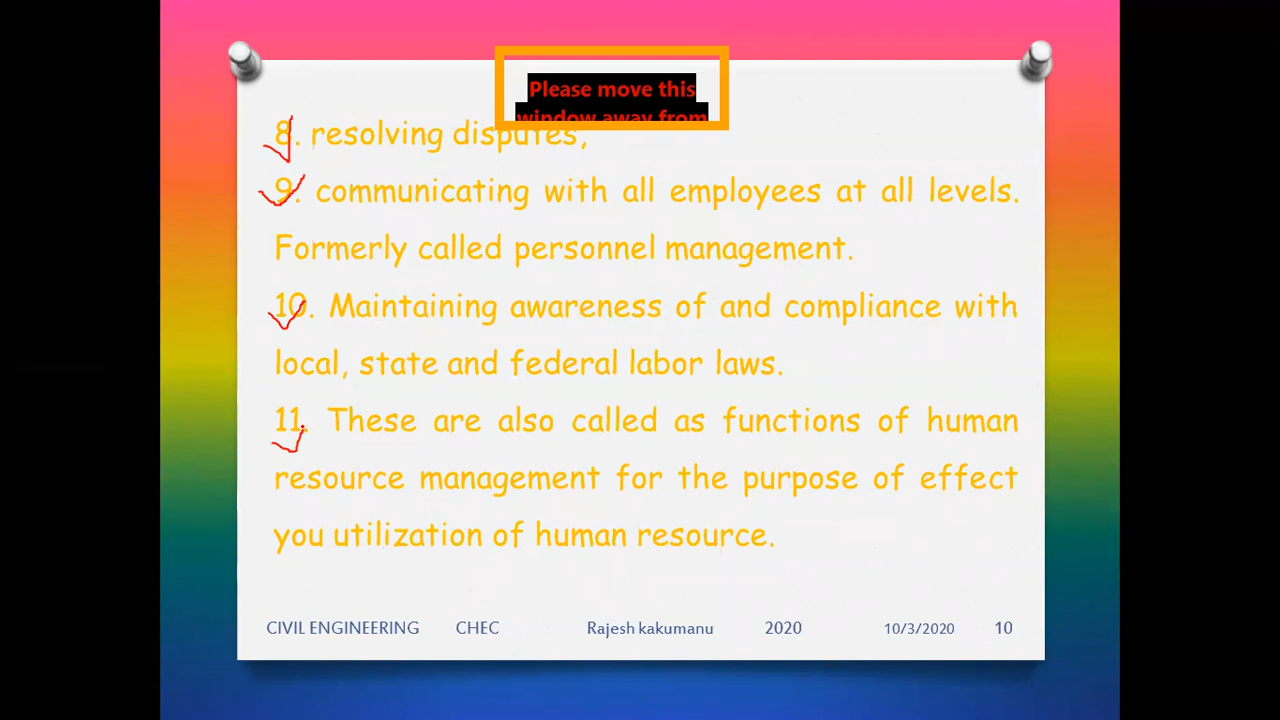 Please move this
window away from
8. resolving disputes,
9. communicating with all employees at all levels.
Formerly called personnel management.
10. Maintaining awareness of and compliance with
local, state and federal labor laws.
11. These are also called as functions of human
resource management for the purpose of effect
you utilization of human resource.
CIVIL ENGINEERING CHEC Rajesh kakumanu 2020 10/3/2020 10